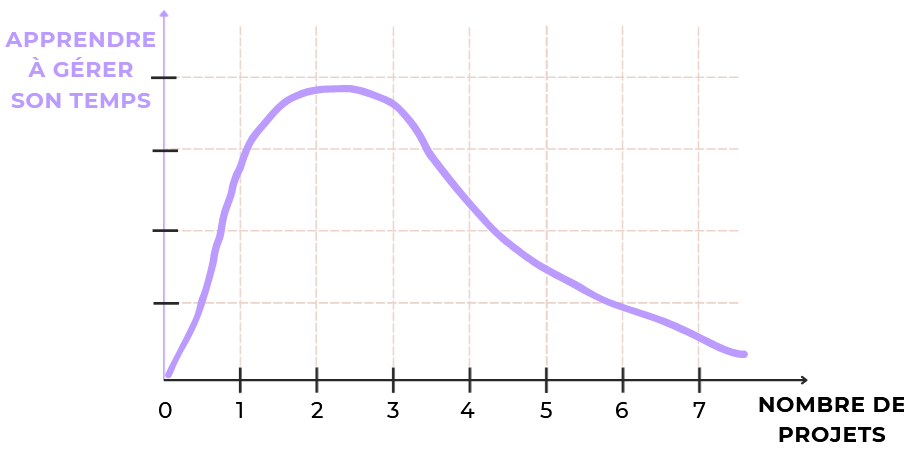 APPRENDRE
À GÉRER
SON TEMPS
0 1 2 3 4 5 6 7
NOMBRE DE
PROJETS